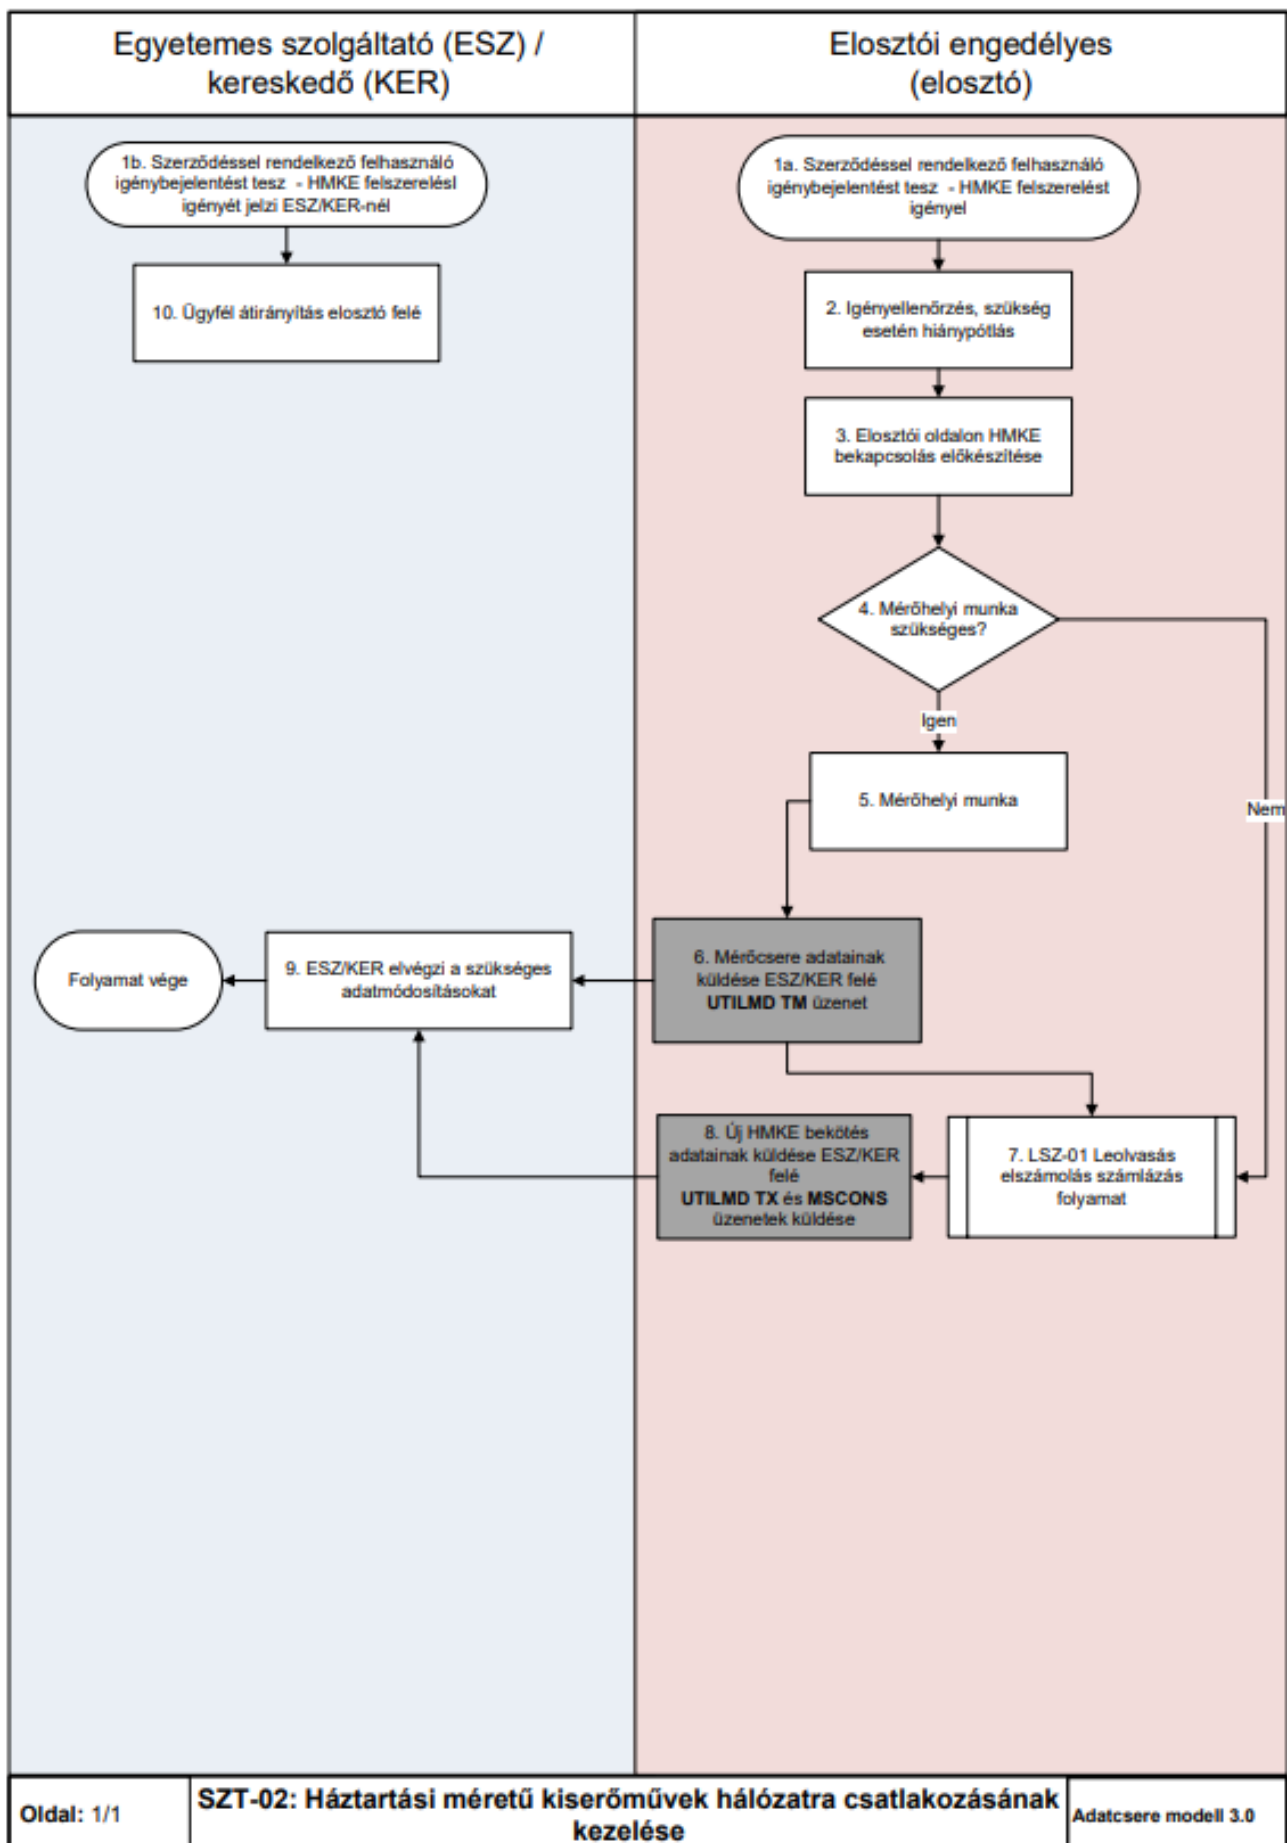 Egyetemes szolgáltató (ESZ) /
kereskedő (KER)
Elosztói engedélyes
(elosztó)
1b. Szerződéssel rendelkező felhasználó
igénybejelentést tesz - HMKE felszerelésI
igényét jelzi ESZ/KER-nél
10. Ügyfél átirányítás elosztó felé
1a. Szerződéssel rendelkező felhasználó
igénybejelentést tesz - HMKE felszerelést
igényel
2. Igényellenőrzés, szükség
esetén hiánypótlás
3. Elosztói oldalon HMKE
bekapcsolás előkészítése
4. Mérőhelyi munka
szükséges?
Igen
Nem
5. Mérőhelyi munka
6. Mérőcsere adatainak
küldése ESZ/KER felé
UTILMD TM üzenet
9. ESZ/KER elvégzi a szükséges
adatmódosításokat
Folyamat vége
7. LSZ-01 Leolvasás
elszámolás számlázás
folyamat
8. Új HMKE bekötés
adatainak küldése ESZ/KER
felé
UTILMD TX és MSCONS
üzenetek küldése
Oldal: 1/1
SZT-02: Háztartási méretű kiserőművek hálózatra csatlakozásának
kezelése
Adatcsere modell 3.0